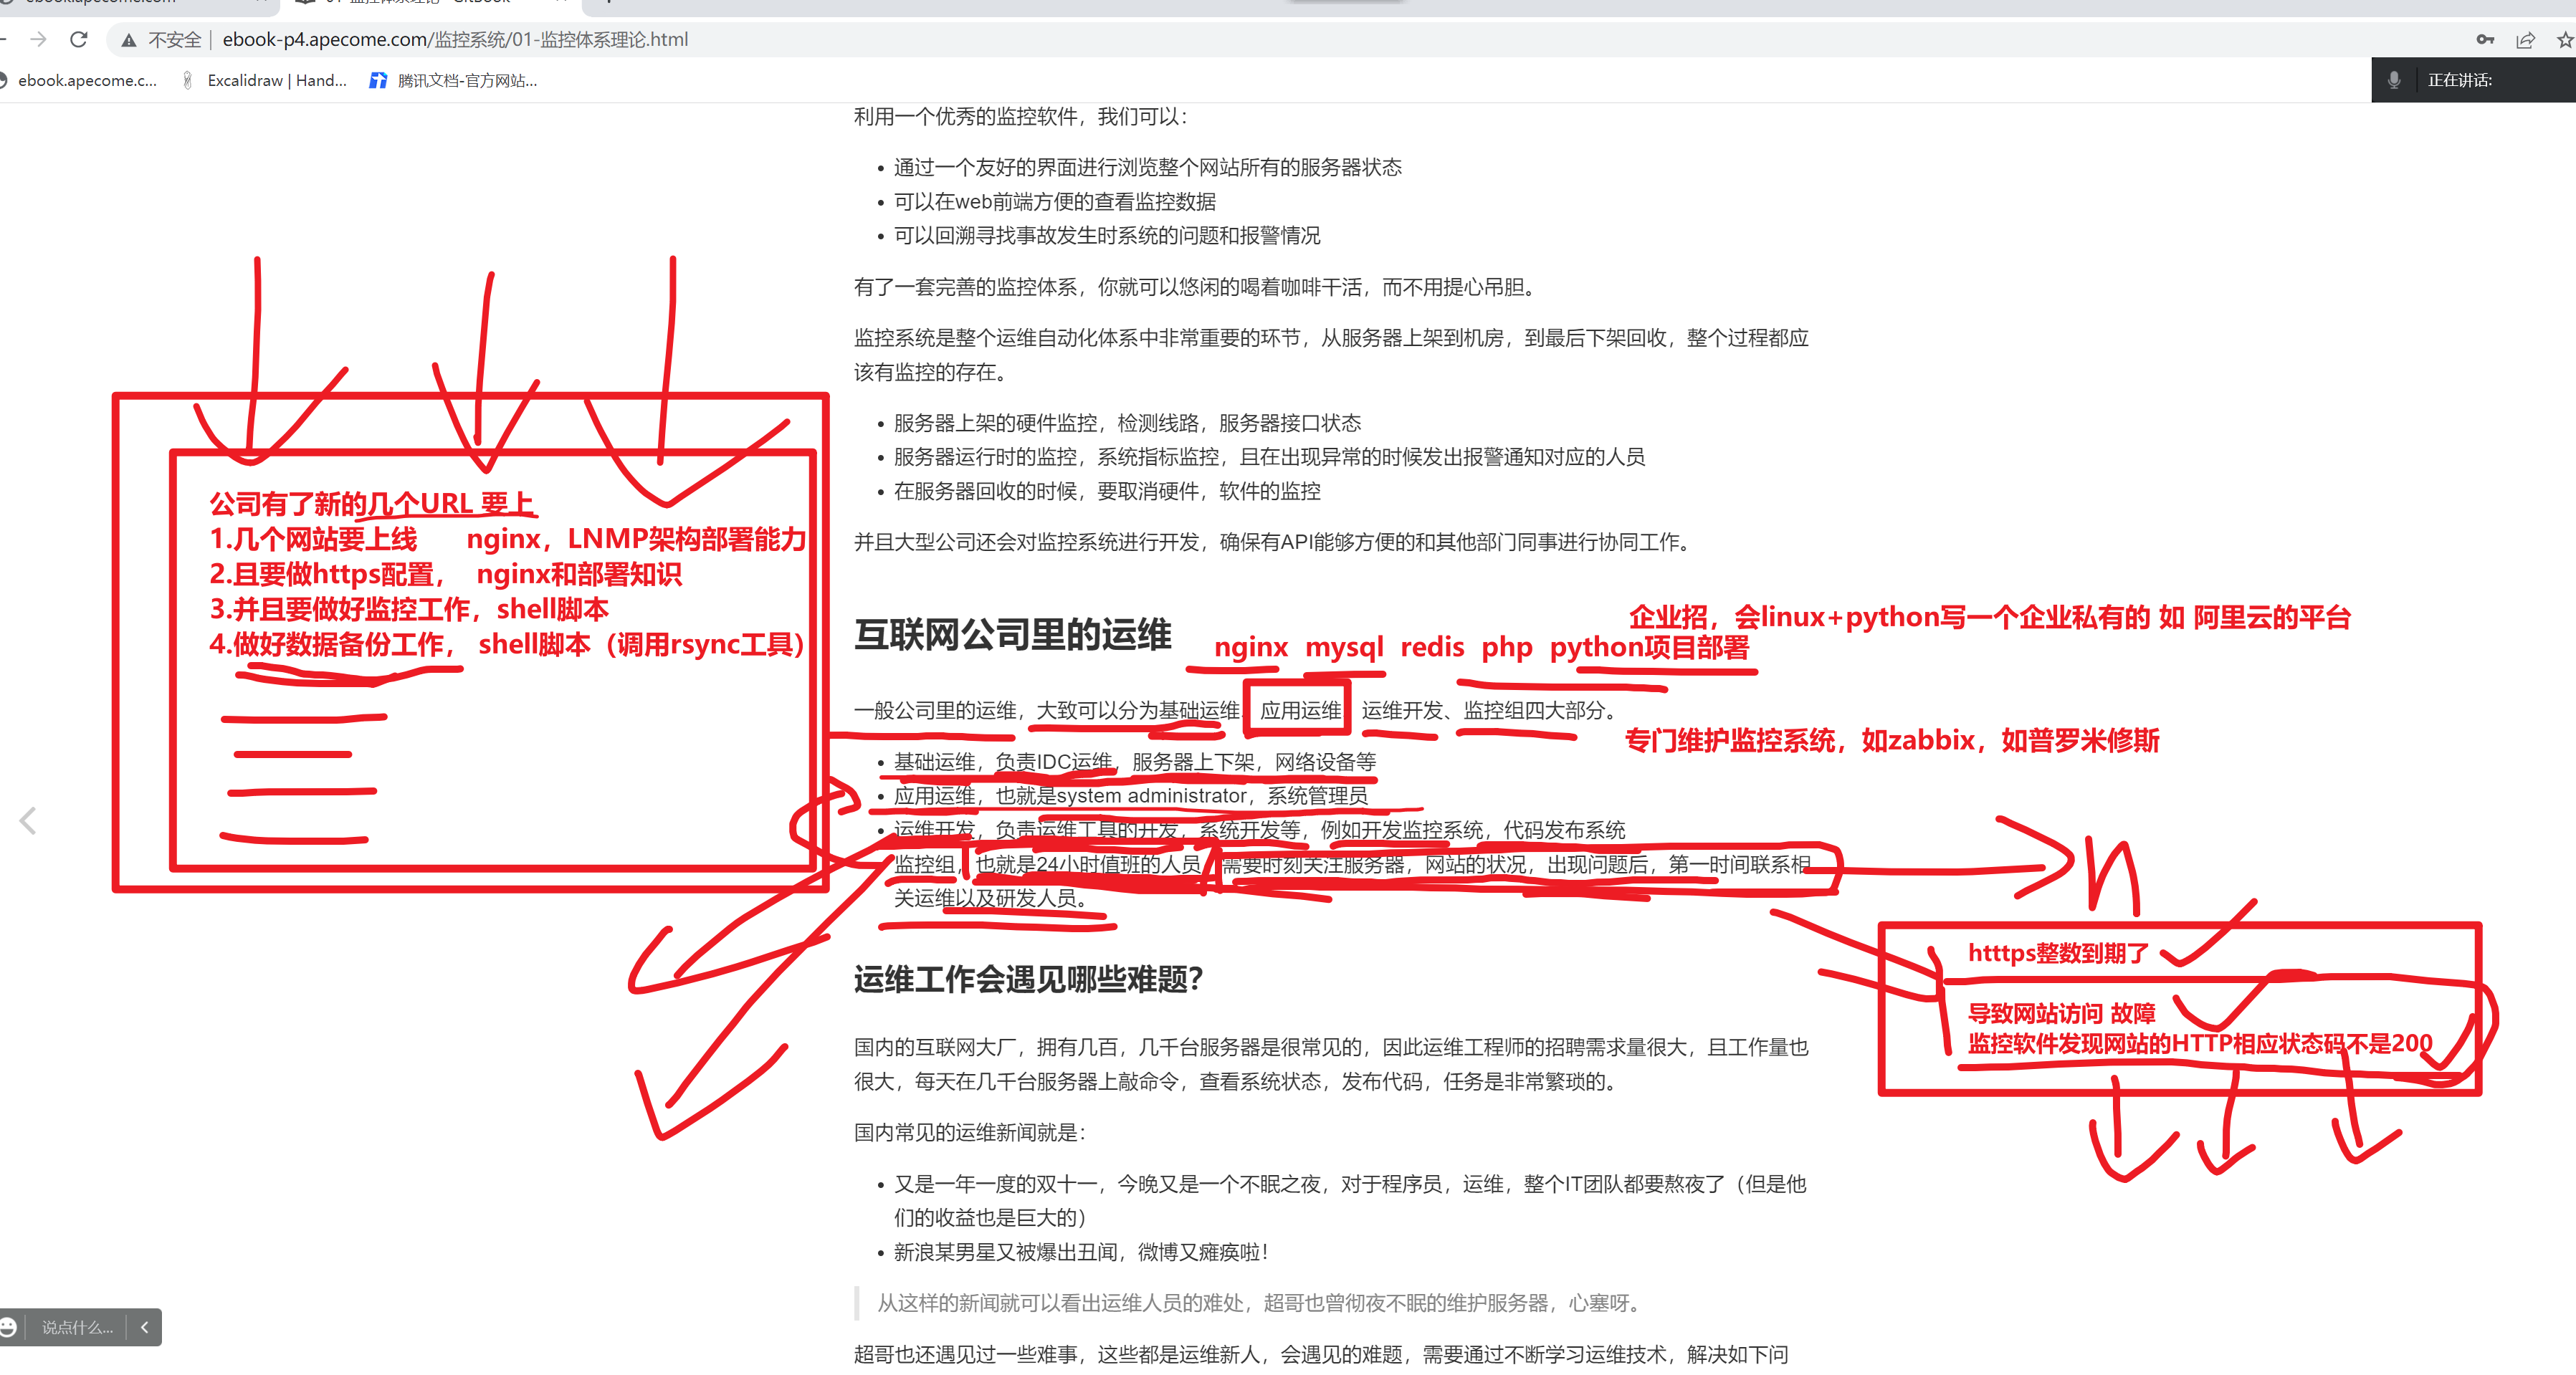 不安全 | ebook-p4.apecome.com/监控系统/01-监控体系理论.html
ebook.apecome.c...
Excalidraw | Hand...
腾讯文档-官方网站...
正在讲话:
利用一个优秀的监控软件，我们可以：
通过一个友好的界面进行浏览整个网站所有的服务器状态
可以在web前端方便的查看监控数据
可以回溯寻找事故发生时系统的问题和报警情况
有了一套完善的监控体系，你就可以悠闲的喝着咖啡干活，而不用提心吊胆。
监控系统是整个运维自动化体系中非常重要的环节，从服务器上架到机房，到最后下架回收，整个过程都应
该有监控的存在。
服务器上架的硬件监控，检测线路，服务器接口状态
服务器运行时的监控，系统指标监控，且在出现异常的时候发出报警通知对应的人员
在服务器回收的时候，要取消硬件，软件的监控
并且大型公司还会对监控系统进行开发，确保有API能够方便的和其他部门同事进行协同工作。
公司有了新的几个URL 要上
1.几个网站要上线 nginx，LNMP架构部署能力
2.且要做https配置， nginx和部署知识
3.并且要做好监控工作，shell脚本
4.做好数据备份工作， shell脚本（调用rsync工具）
企业招，会linux+python写一个企业私有的 如 阿里云的平台
互联网公司里的运维
nginx mysql redis php python项目部署
一般公司里的运维，大致可以分为基础运维、应用运维 运维开发、监控组四大部分。
专门维护监控系统，如zabbix，如普罗米修斯
基础运维，负责IDC运维，服务器上下架，网络设备等
应用运维，也就是system administrator，系统管理员
运维开发，负责运维工具的开发，系统开发等，例如开发监控系统，代码发布系统
监控组，也就是24小时值班的人员，需要时刻关注服务器，网站的状况，出现问题后，第一时间联系相
关运维以及研发人员。
n
htttps整数到期了
导致网站访问 故障
监控软件发现网站的HTTP相应状态码不是200
运维工作会遇见哪些难题？
国内的互联网大厂，拥有几百，几千台服务器是很常见的，因此运维工程师的招聘需求量很大，且工作量也
很大，每天在几千台服务器上敲命令，查看系统状态，发布代码，任务是非常繁琐的。
国内常见的运维新闻就是：
又是一年一度的双十一，今晚又是一个不眠之夜，对于程序员，运维，整个IT团队都要熬夜了（但是他
们的收益也是巨大的）
新浪某男星又被爆出丑闻，微博又瘫痪啦！
从这样的新闻就可以看出运维人员的难处，超哥也曾彻夜不眠的维护服务器，心塞呀。
说点什么...
超哥也还遇见过一些难事，这些都是运维新人，会遇见的难题，需要通过不断学习运维技术，解决如下问